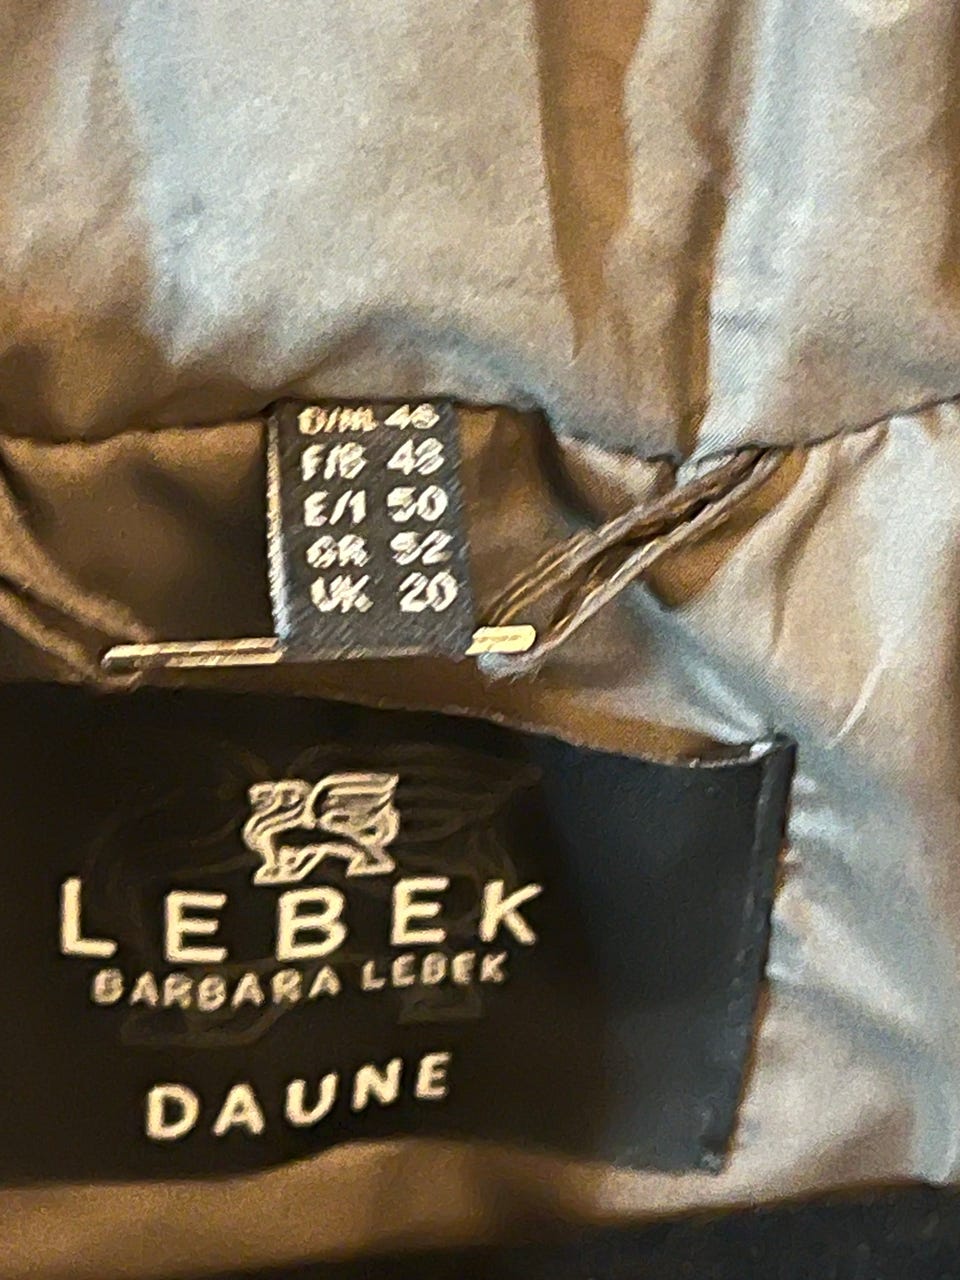 D/NL 46
F/B 48
E/I 50
GR 52
UK 20
LEBEK
BARBARA LEBEK
DAUNE